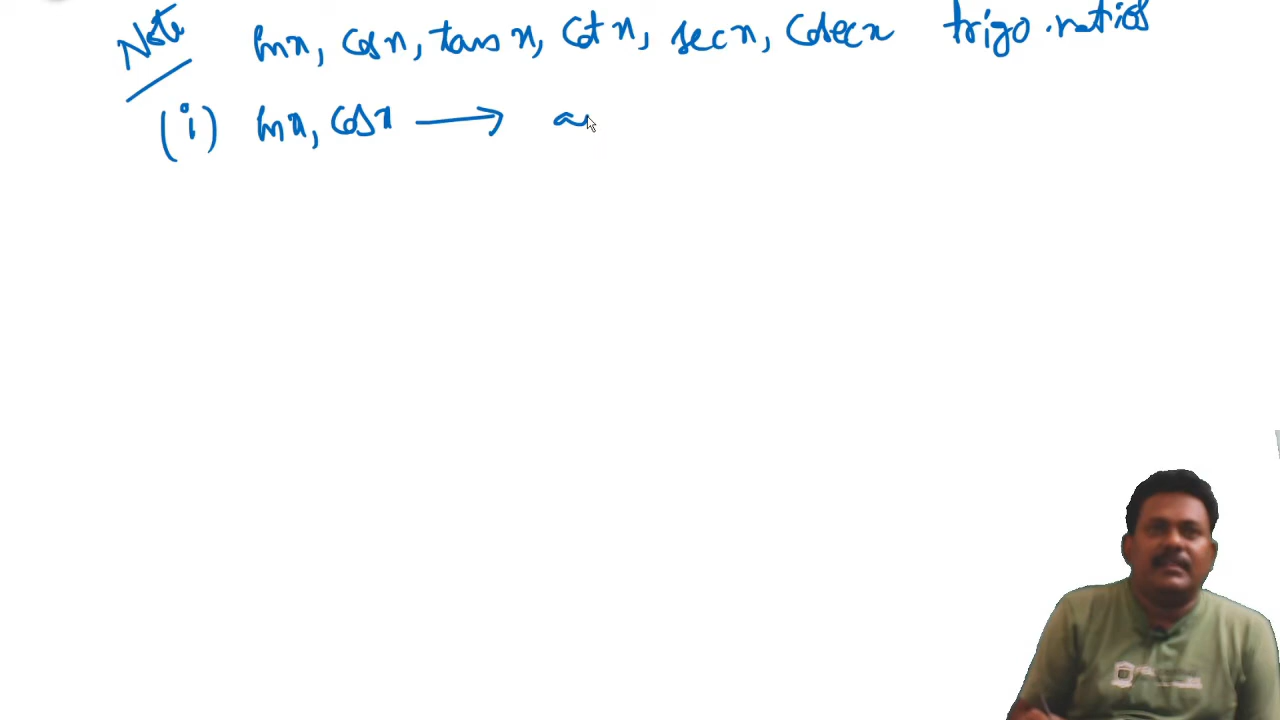 Note sinx, cosx, tanx, cotx, secx, cosecx trigo. ratios
(i) sinx, cosx →